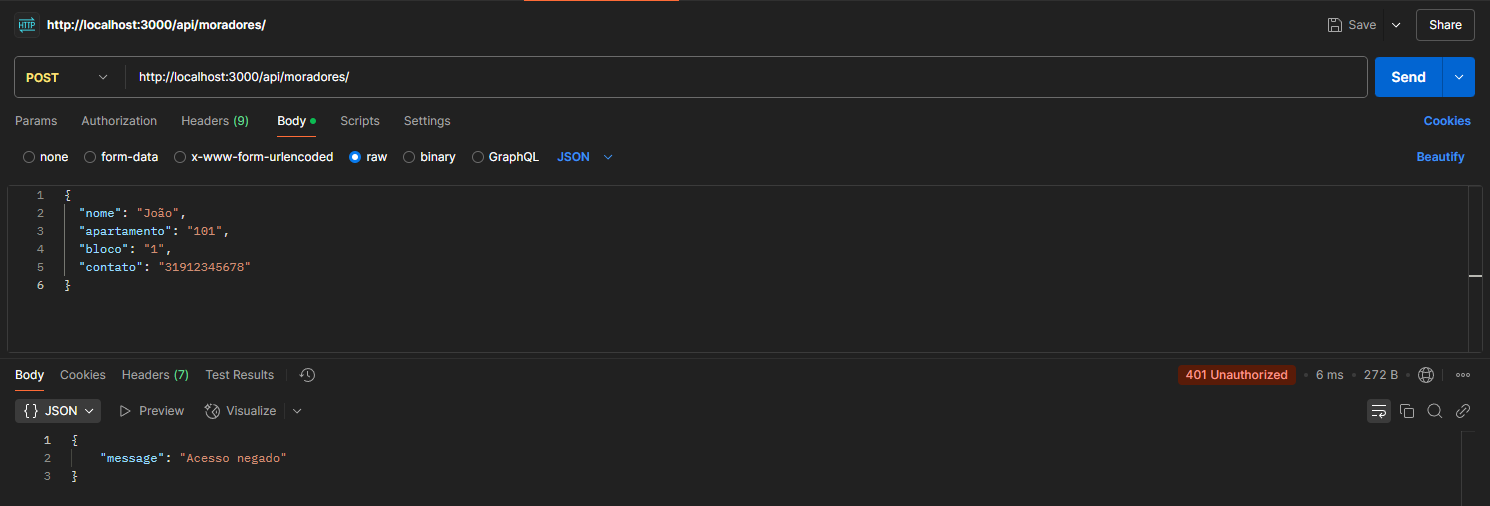 HTTP http://localhost:3000/api/moradores/ Save Share
POST http://localhost:3000/api/moradores/ Send
Params Authorization Headers (9) Body Scripts Settings Cookies
none form-data x-www-form-urlencoded raw binary GraphQL JSON Beautify
1 {
2 "nome": "João",
3 "apartamento": "101",
4 "bloco": "1",
5 "contato": "31912345678"
6 }
Body Cookies Headers (7) Test Results 401 Unauthorized • 6 ms • 272 B •
{} JSON Preview Visualize
1 {
2 "message": "Acesso negado"
3 }